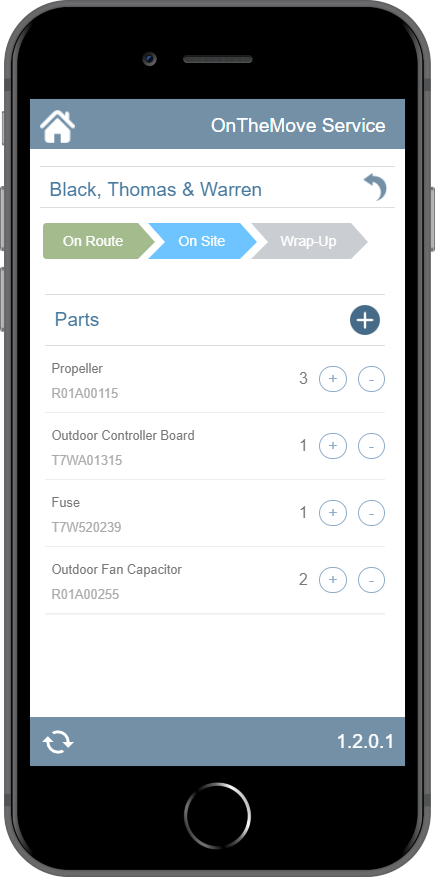 OnTheMove Service
Black, Thomas & Warren
On Route On Site Wrap-Up
Parts +
Propeller
R01A00115
3 + -
Outdoor Controller Board
T7WA01315
1 + -
Fuse
T7W520239
1 + -
Outdoor Fan Capacitor
R01A00255
2 + -
1.2.0.1